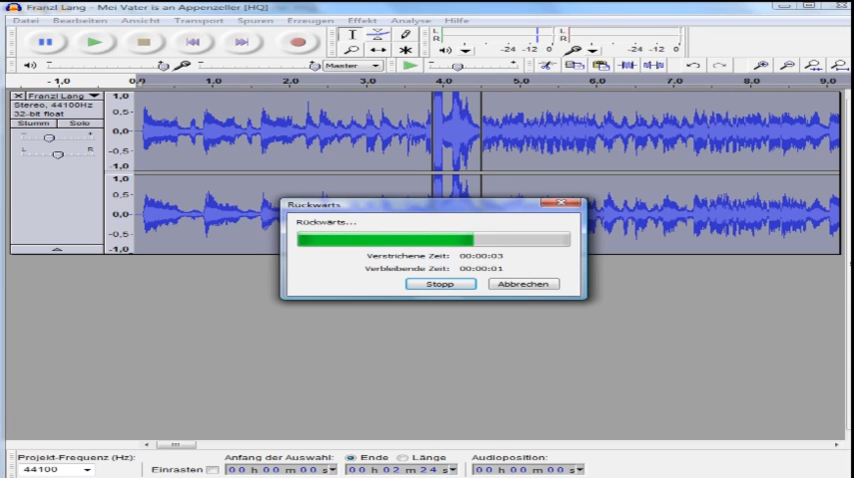 Franzl Lang - Mei Vater is an Appenzeller [HQ]
Datei Bearbeiten Ansicht Transport Spuren Erzeugen Effekt Analyse Hilfe
L
R
-24 -12 0
L
R
-24 -12 0
Master
- 1,0 0,0 1,0 2,0 3,0 4,0 5,0 6,0 7,0 8,0 9,0
Franzl Lang
Stereo, 44100Hz
32-bit float
Stumm Solo
- +
L R
1,0
0,5-
0,0-
-0,5-
-1,0
1,0
0,5-
0,0-
-0,5-
-1,0
Rückwärts
Rückwärts...
Verstrichene Zeit: 00:00:03
Verbleibende Zeit: 00:00:01
Stopp Abbrechen
Projekt-Frequenz (Hz):
44100
Einrasten
Anfang der Auswahl: Ende Länge
Audioposition:
00 h 00 m 00 s
00 h 02 m 24 s
00 h 00 m 00 s